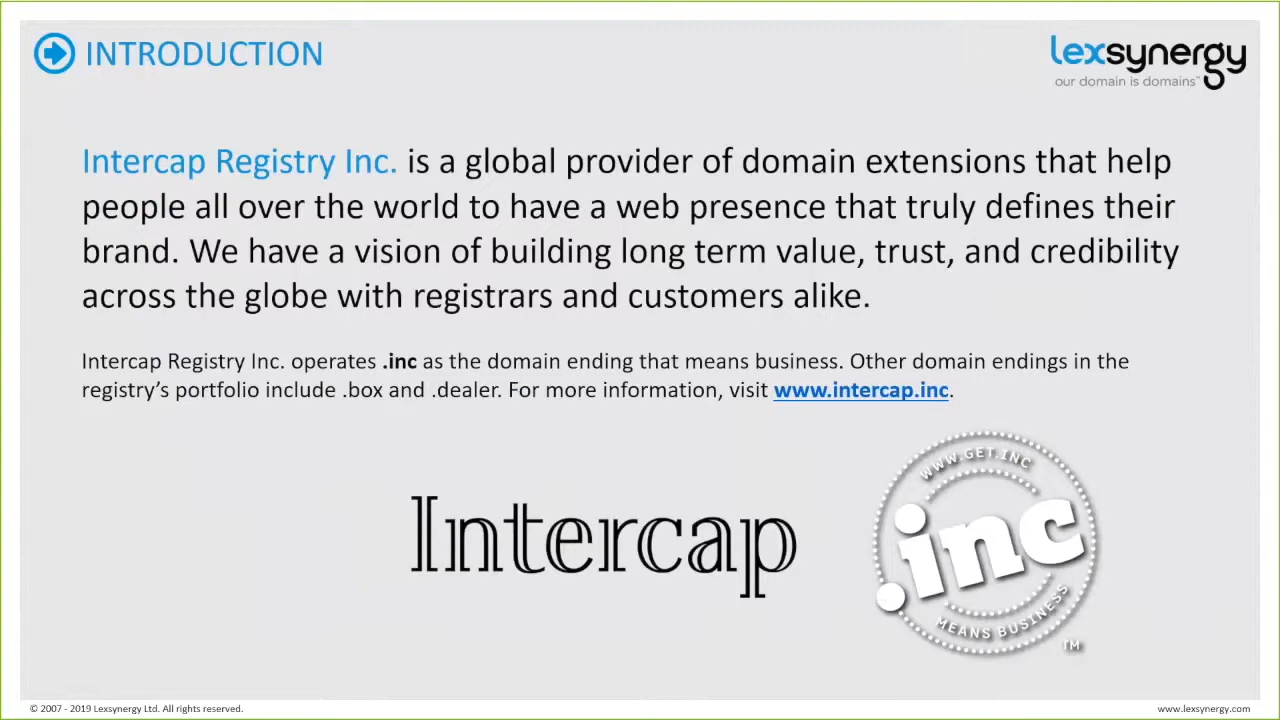 INTRODUCTION
lexsynergy
our domain is domains™
Intercap Registry Inc. is a global provider of domain extensions that help
people all over the world to have a web presence that truly defines their
brand. We have a vision of building long term value, trust, and credibility
across the globe with registrars and customers alike.
Intercap Registry Inc. operates .inc as the domain ending that means business. Other domain endings in the
registry’s portfolio include .box and .dealer. For more information, visit www.intercap.inc.
Intercap
WWW.GET.INC
.inc
MEANS BUSINESS
™
© 2007 - 2019 Lexsynergy Ltd. All rights reserved.
www.lexsynergy.com